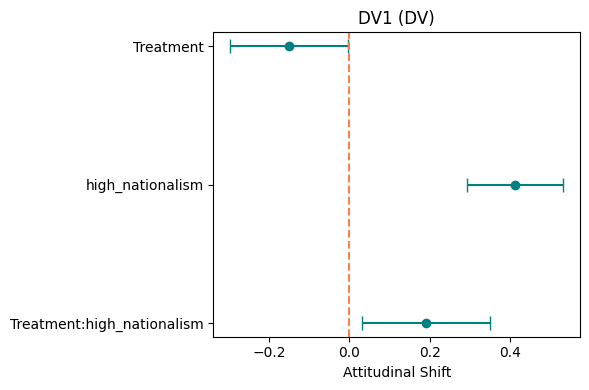 DV1 (DV)
Treatment
high_nationalism
Treatment:high_nationalism
−0.2 0.0 0.2 0.4
Attitudinal Shift